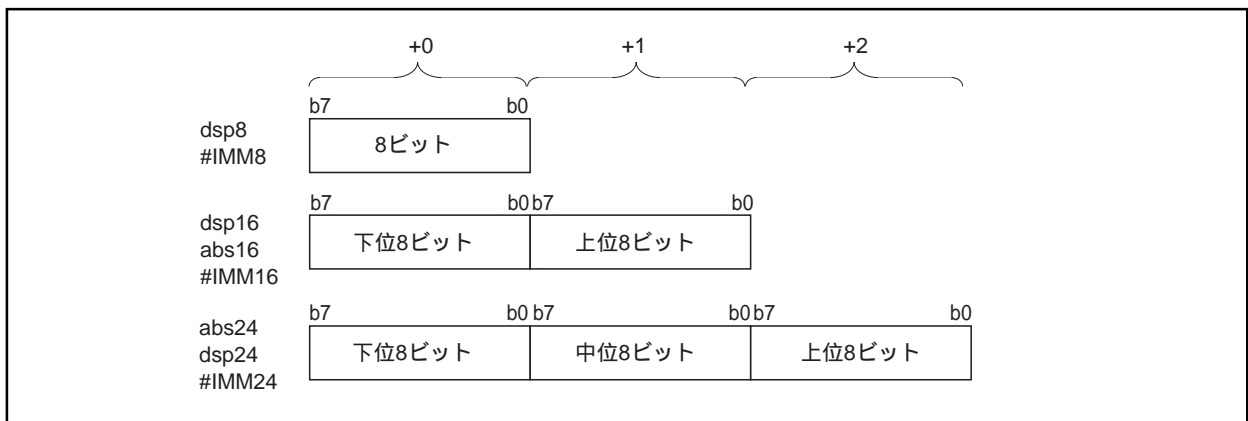 +0 +1 +2
b7 b0
dsp8
#IMM8
8ビット
b7 b0 b7 b0
dsp16
abs16
#IMM16
下位8ビット 上位8ビット
b7 b0 b7 b0 b7 b0
abs24
dsp24
#IMM24
下位8ビット 中位8ビット 上位8ビット